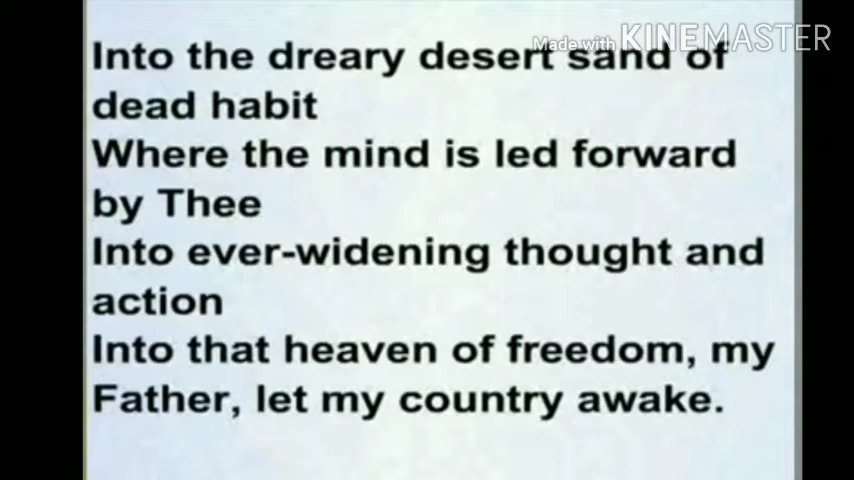 Made with KINEMASTER
Into the dreary desert sand of
dead habit
Where the mind is led forward
by Thee
Into ever-widening thought and
action
Into that heaven of freedom, my
Father, let my country awake.